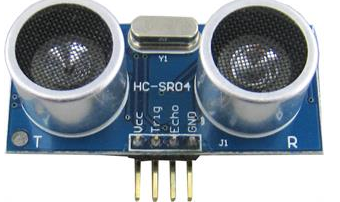 Y1
HC-SR04
Vcc
Trig
Echo
GND
T
J1
R